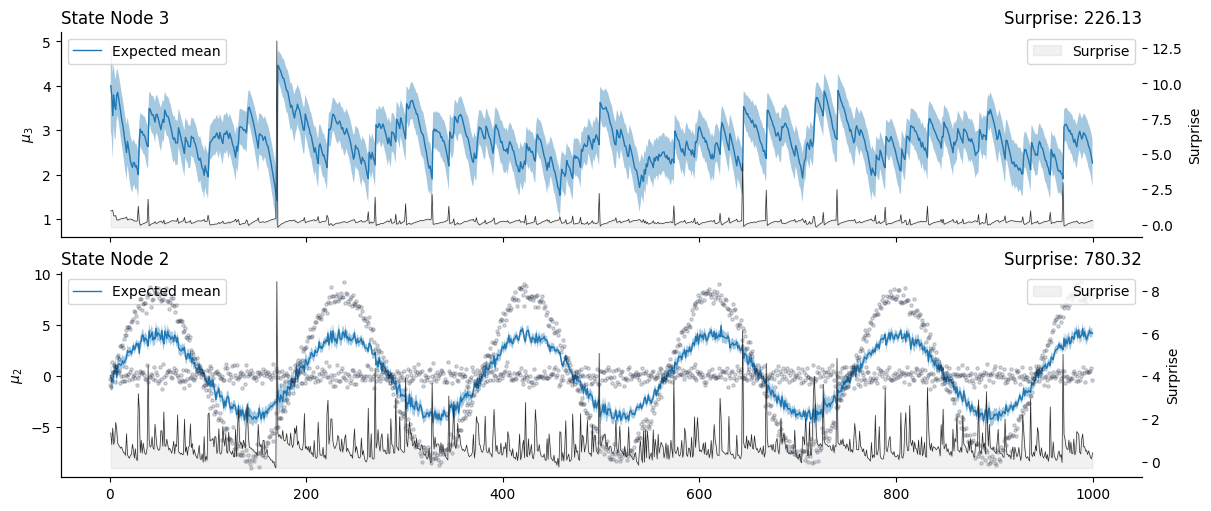 State Node 3
Surprise: 226.13
Expected mean
Surprise
5
4
3
2
1
μ3
12.5
10.0
7.5
5.0
2.5
0.0
Surprise
State Node 2
Surprise: 780.32
Expected mean
Surprise
10
5
0
−5
μ2
8
6
4
2
0
Surprise
0
200
400
600
800
1000